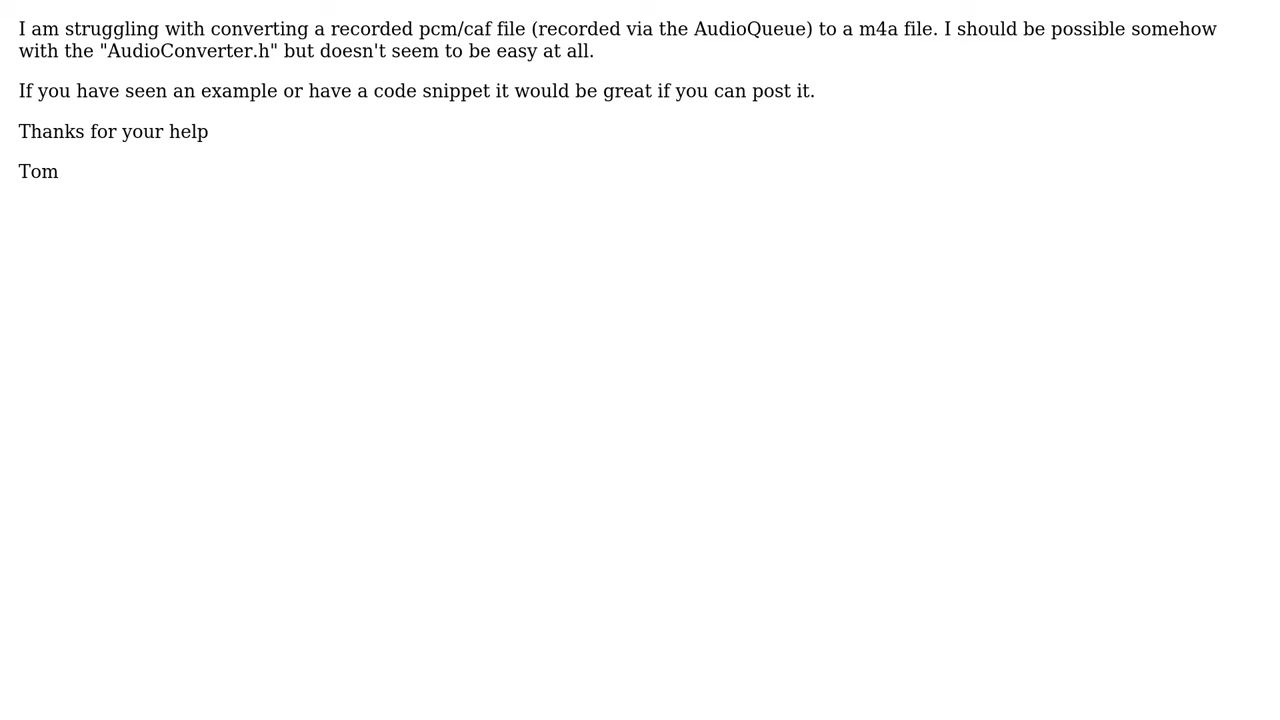 I am struggling with converting a recorded pcm/caf file (recorded via the AudioQueue) to a m4a file. I should be possible somehow
with the "AudioConverter.h" but doesn't seem to be easy at all.
If you have seen an example or have a code snippet it would be great if you can post it.
Thanks for your help
Tom